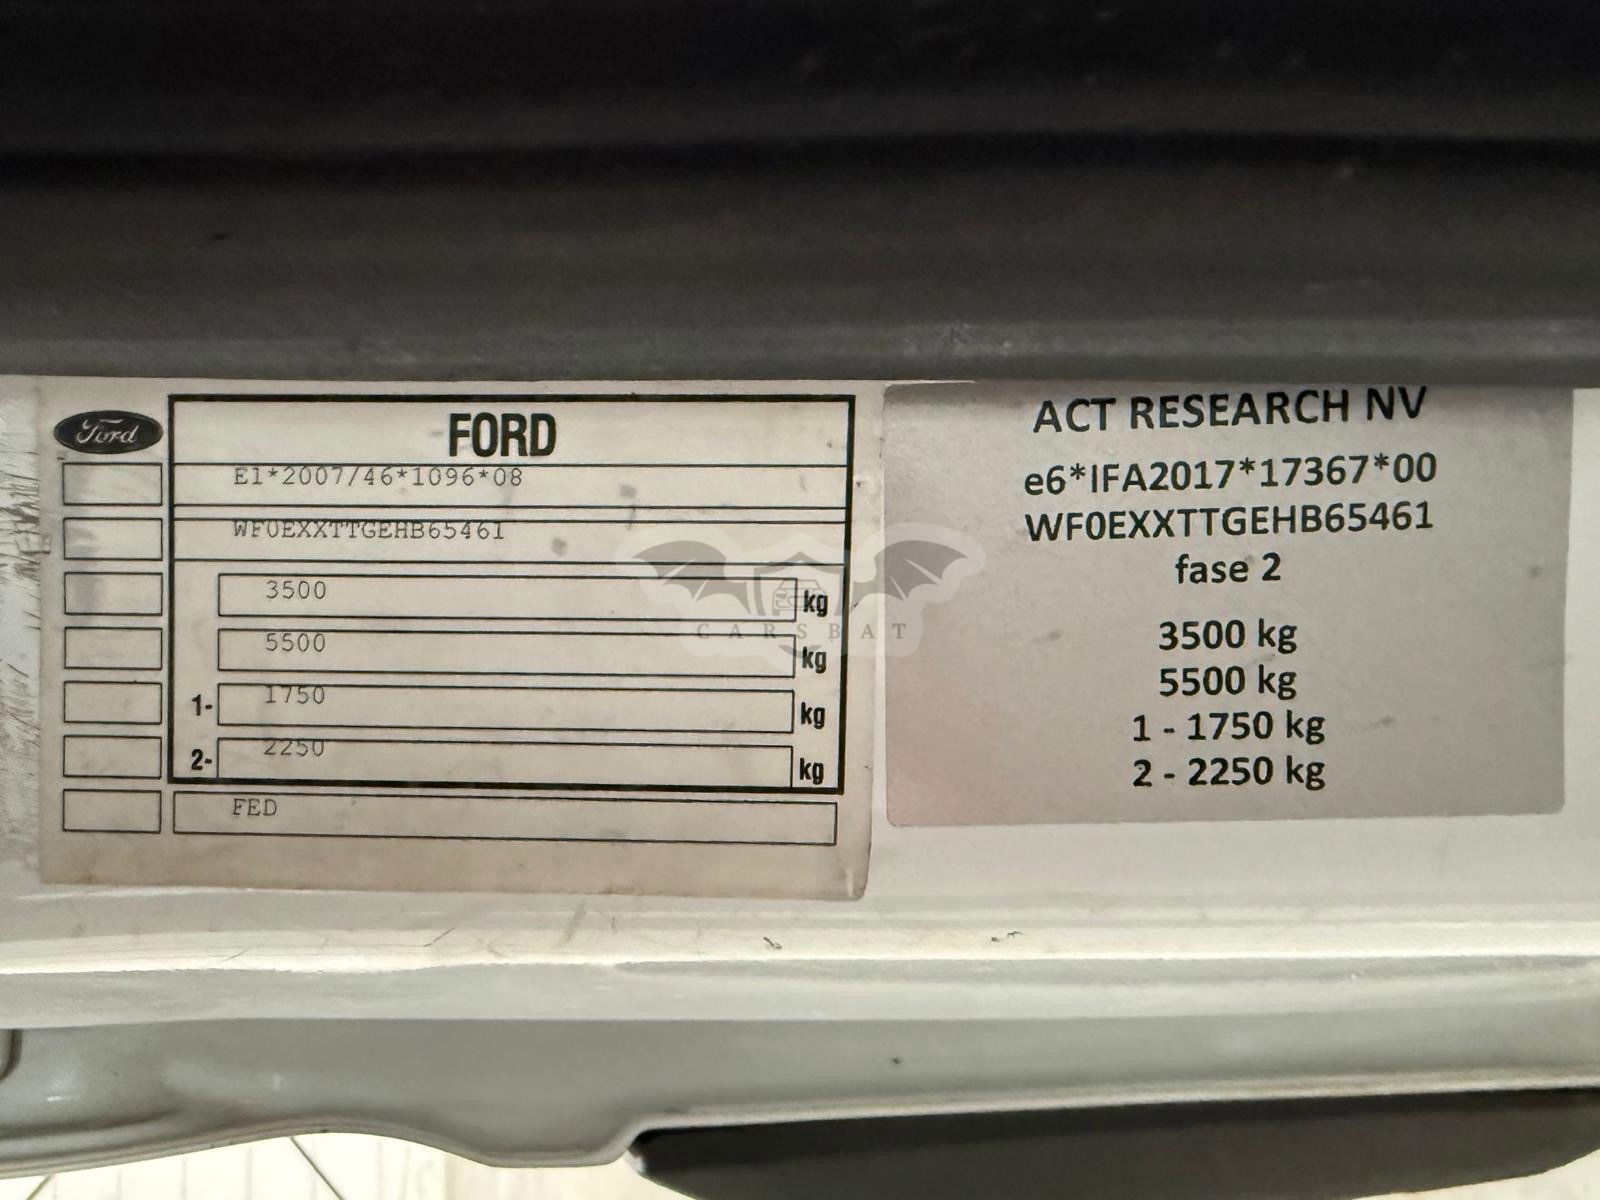 Ford
FORD
E1*2007/46*1096*08
WF0EXXTTGEHB65461
3500 kg
5500 kg
1- 1750 kg
2- 2250 kg
FED
ACT RESEARCH NV
e6*IFA2017*17367*00
WF0EXXTTGEHB65461
fase 2
3500 kg
5500 kg
1 - 1750 kg
2 - 2250 kg
CARSBAT